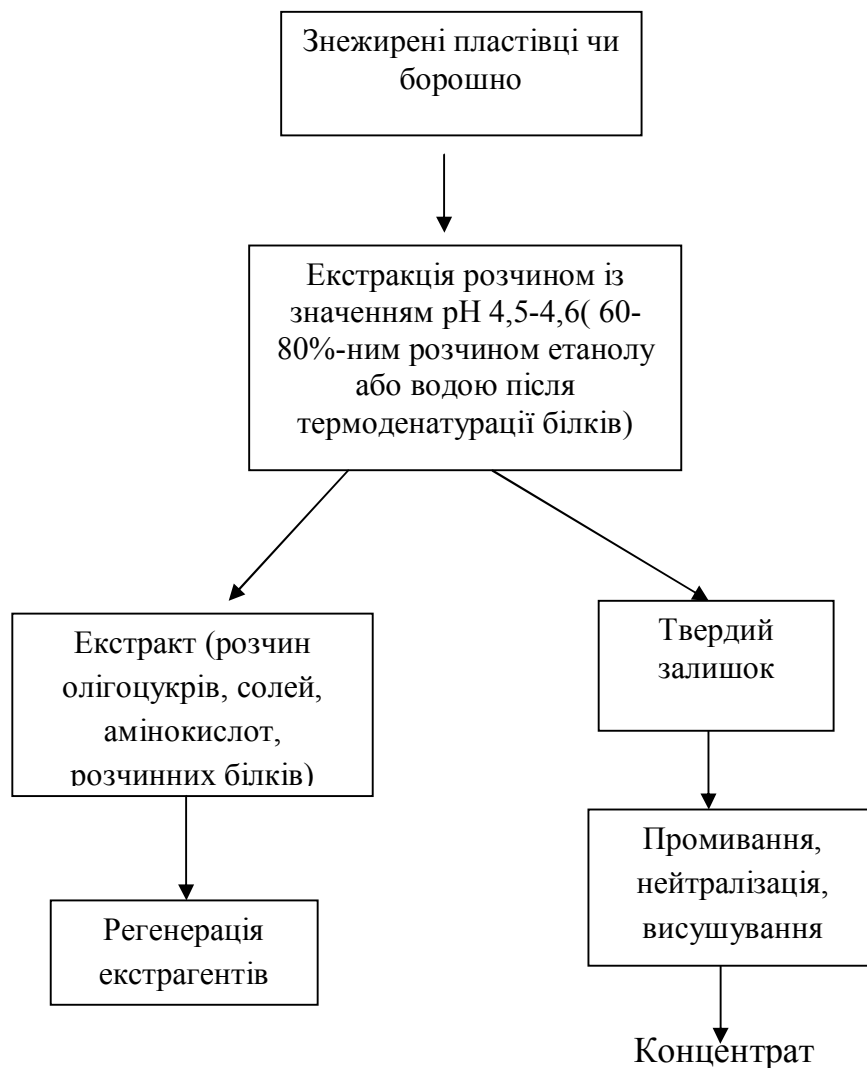 Знежирені пластівці чи
борошно
Екстракція розчином із
значенням рН 4,5-4,6( 60-
80%-ним розчином етанолу
або водою після
термоденатурації білків)
Екстракт (розчин
олігоцукрів, солей,
амінокислот,
розчинних білків)
Твердий
залишок
Регенерація
екстрагентів
Промивання,
нейтралізація,
висушування
Концентрат